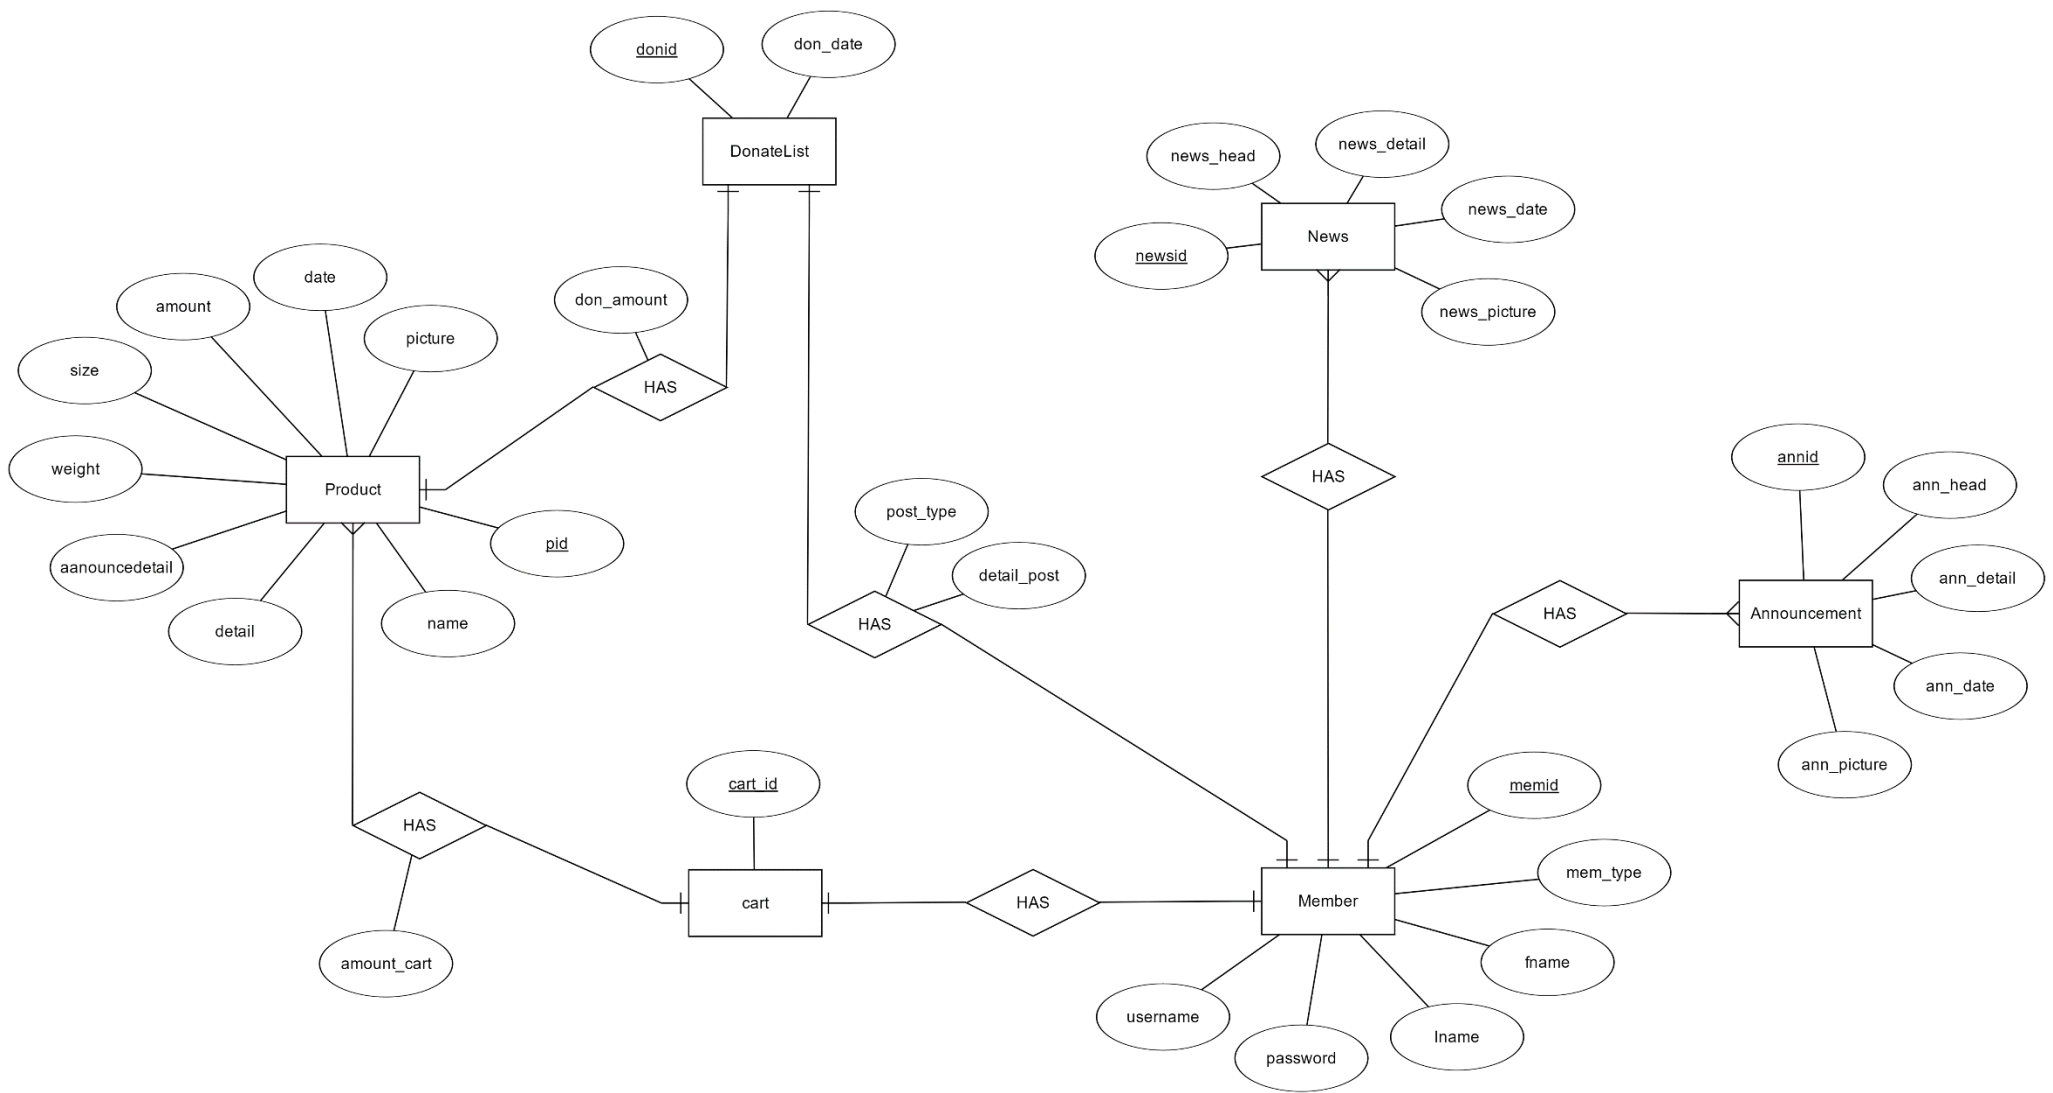 donid
don_date
DonateList
news_head
news_detail
news_date
News
newsid
news_picture
date
amount
picture
don_amount
size
HAS
weight
Product
pid
aanouncedetail
detail
name
post_type
detail_post
HAS
HAS
annid
ann_head
ann_detail
HAS
Announcement
ann_date
ann_picture
cart_id
memid
HAS
mem_type
cart
HAS
Member
amount_cart
fname
username
password
lname